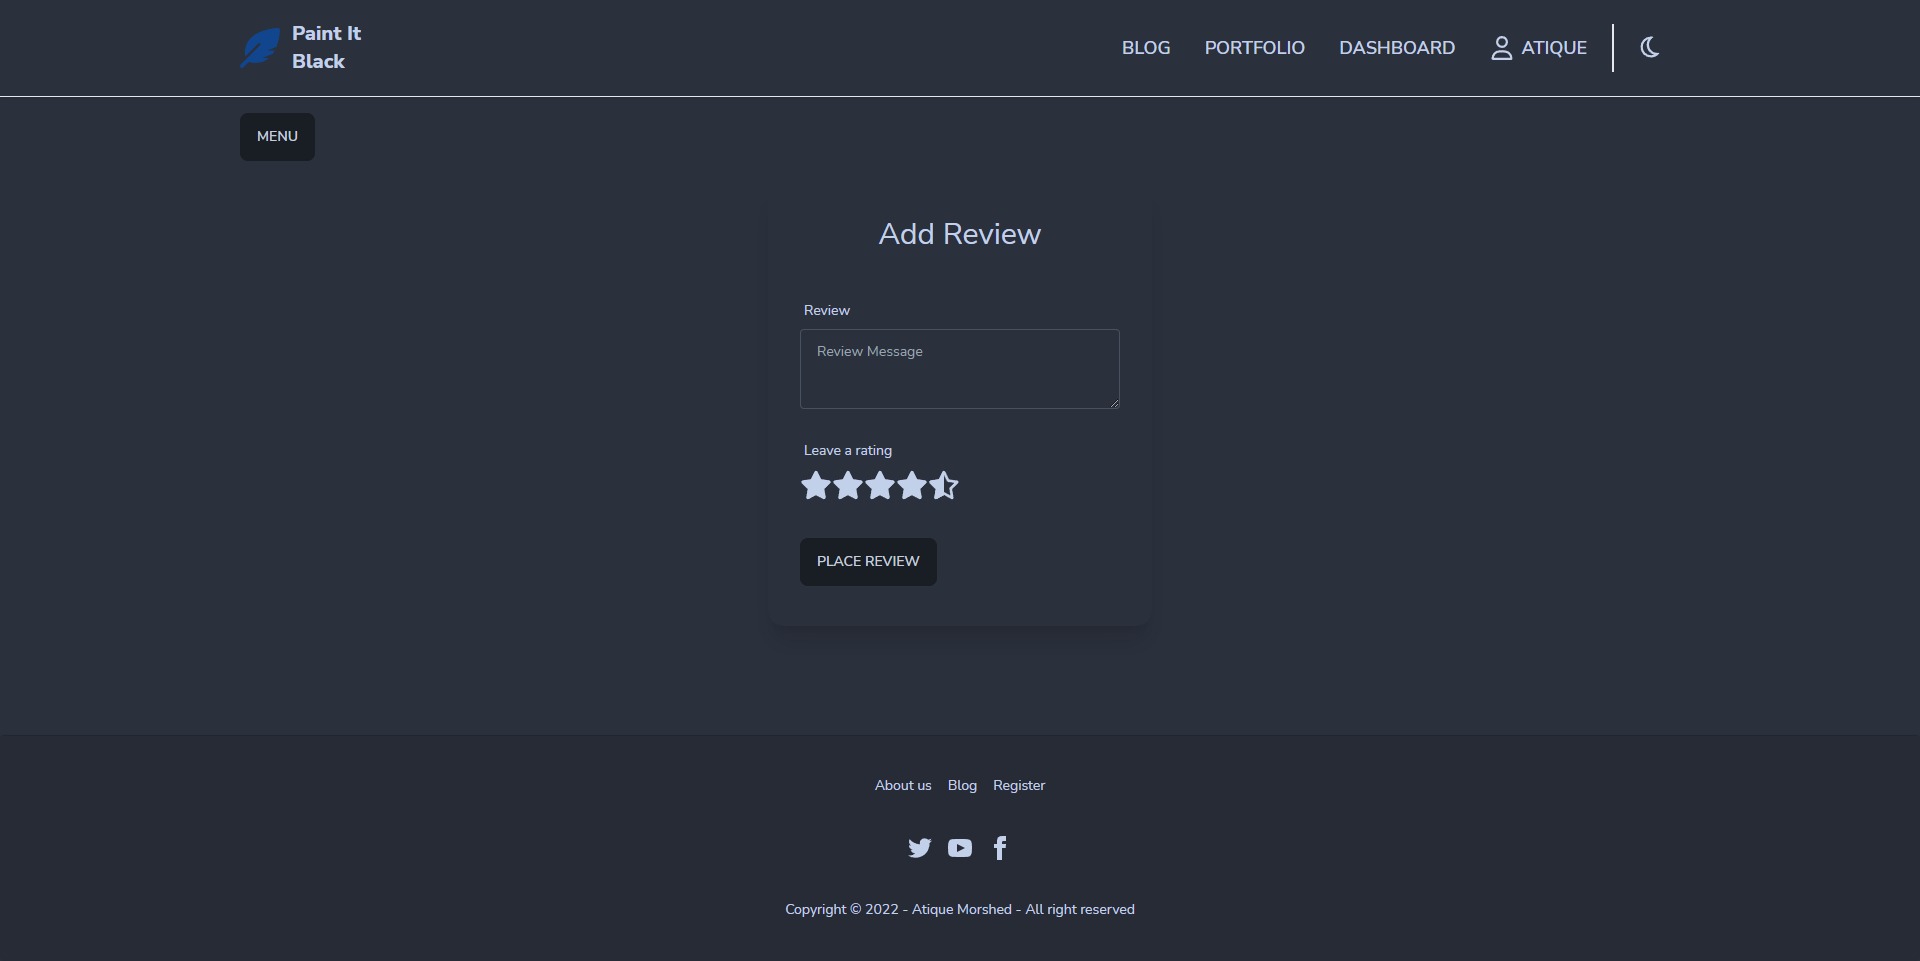 Paint It
Black
BLOG PORTFOLIO DASHBOARD ATIQUE
MENU
Add Review
Review
Review Message
Leave a rating
PLACE REVIEW
About us Blog Register
Copyright © 2022 - Atique Morshed - All right reserved